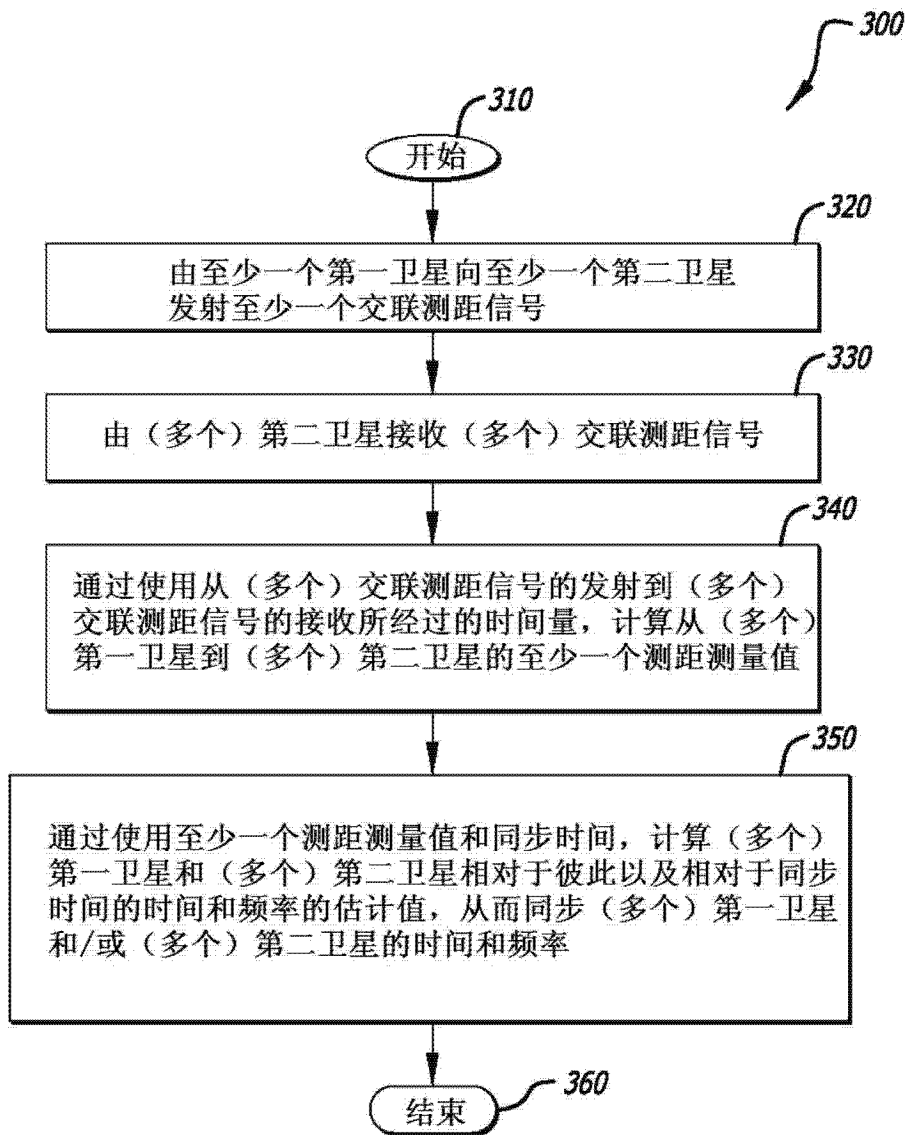 300
310
开始
320
由至少一个第一卫星向至少一个第二卫星
发射至少一个交联测距信号
330
由（多个）第二卫星接收（多个）交联测距信号
340
通过使用从（多个）交联测距信号的发射到（多个）
交联测距信号的接收所经过的时间量，计算从（多个）
第一卫星到（多个）第二卫星的至少一个测距测量值
350
通过使用至少一个测距测量值和同步时间，计算（多个）
第一卫星和（多个）第二卫星相对于彼此以及相对于同步
时间的时间和频率的估计值，从而同步（多个）第一卫星
和/或（多个）第二卫星的时间和频率
结束
360